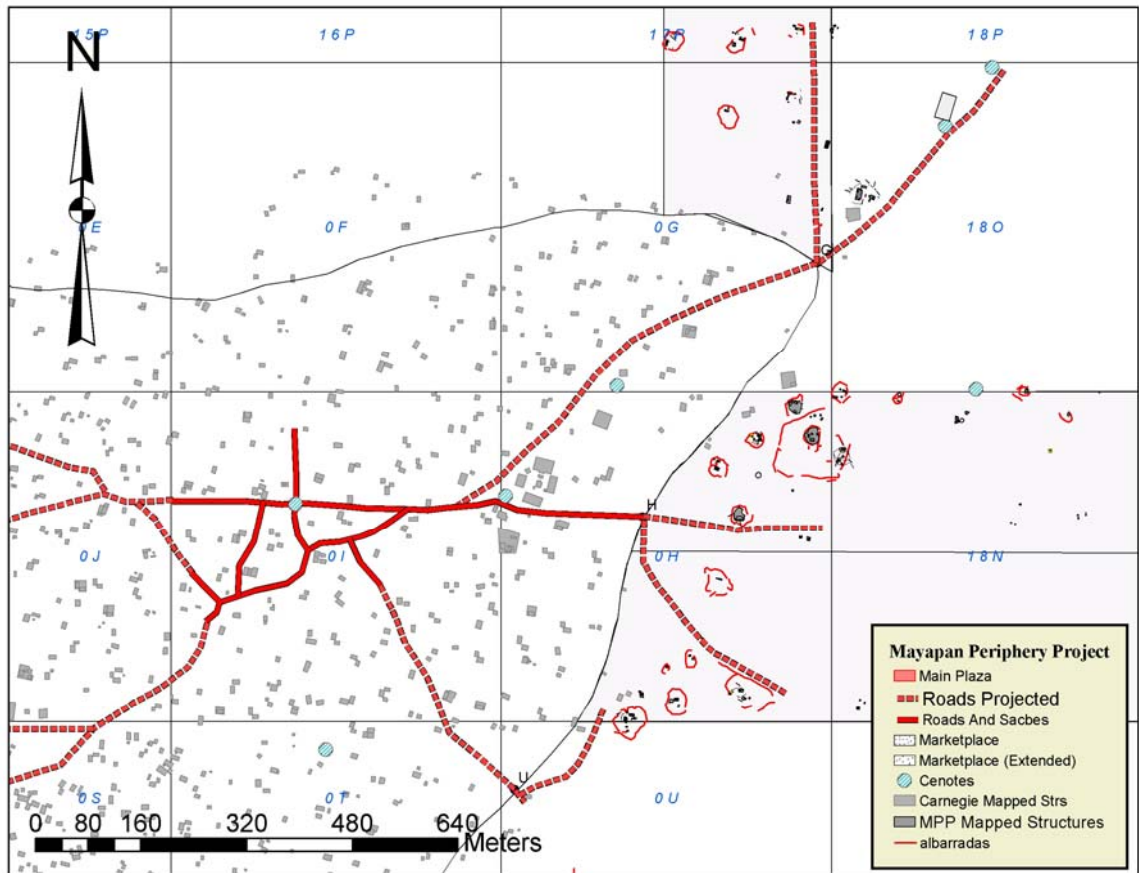 15P 16P 17P 18P
N
0E 0F 0G 18O
G
H
0J 0I 0H 18N
Mayapan Periphery Project
Main Plaza
Roads Projected
Roads And Sacbes
Marketplace
Marketplace (Extended)
Cenotes
Carnegie Mapped Strs
MPP Mapped Structures
albarradas
U
0S 0T 0U
0 80 160 320 480 640
Meters